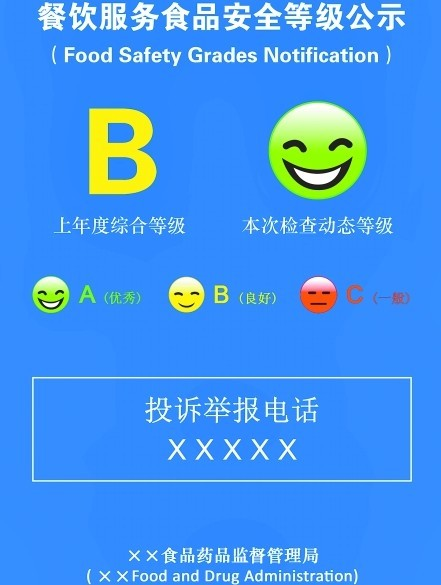 餐饮服务食品安全等级公示
( Food Safety Grades Notification )
B
上年度综合等级 本次检查动态等级
A（优秀） B（良好） C（一般）
投诉举报电话
XXXXX
××食品药品监督管理局
( ××Food and Drug Administration)